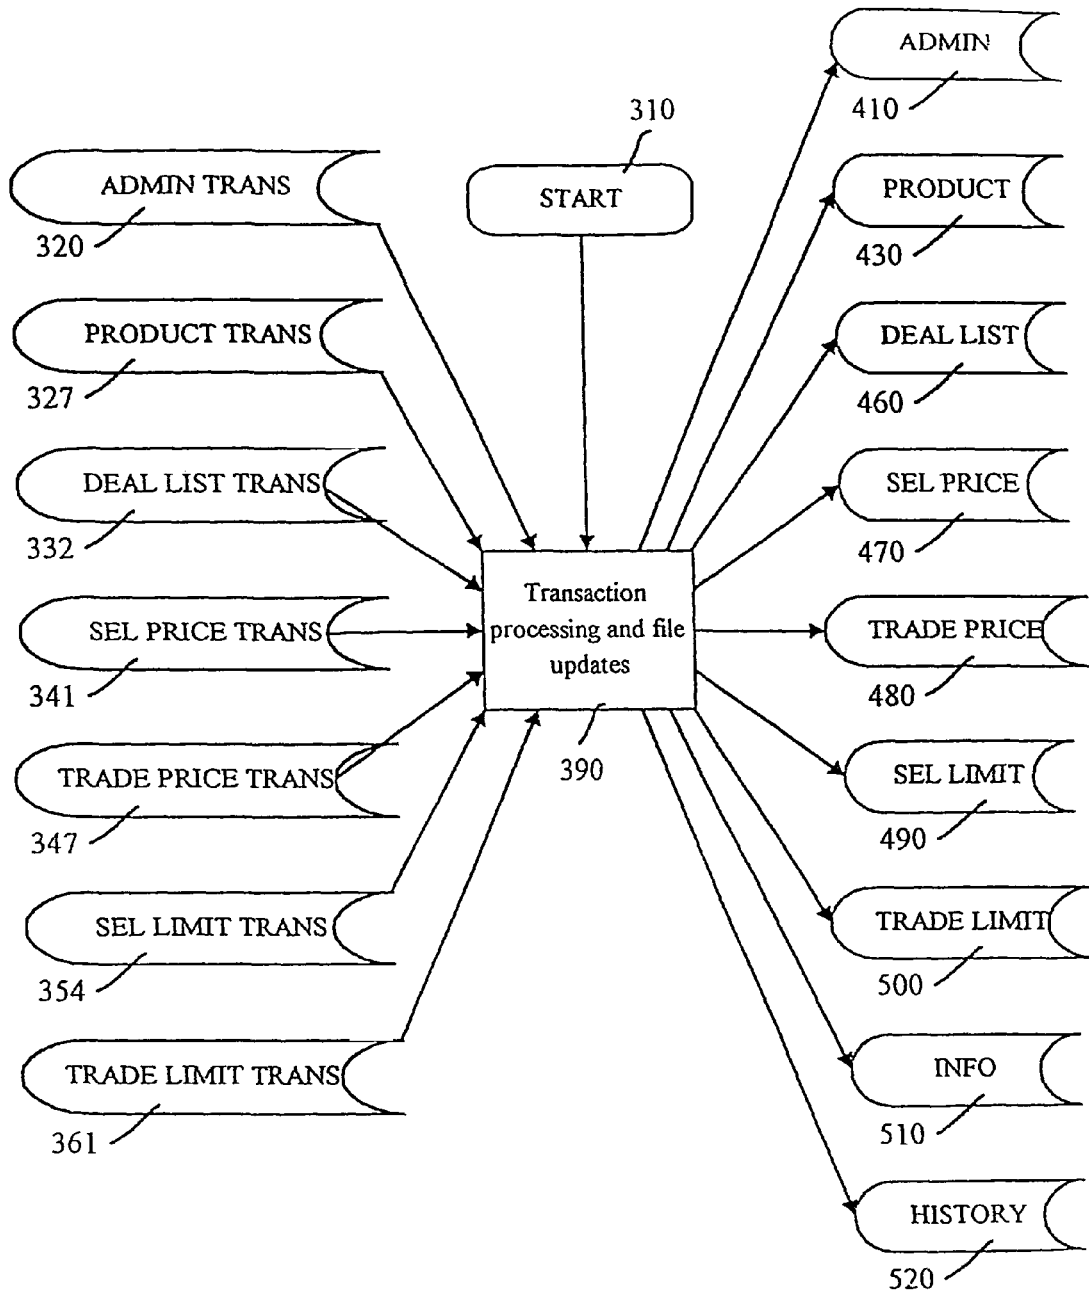 ADMIN
410
310
ADMIN TRANS
320
START
PRODUCT
430
PRODUCT TRANS
327
DEAL LIST
460
DEAL LIST TRANS
332
SEL PRICE
470
Transaction
processing and file
updates
390
SEL PRICE TRANS
341
TRADE PRICE
480
TRADE PRICE TRANS
347
SEL LIMIT
490
SEL LIMIT TRANS
354
TRADE LIMIT
500
TRADE LIMIT TRANS
361
INFO
510
HISTORY
520